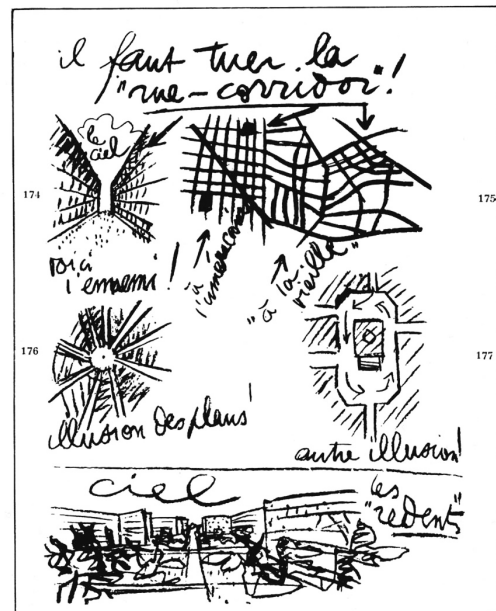 il faut tuer la
"rue-corridor"!
le
ciel
174
175
voici
l'ennemi!
à
l'américaine
"à la
vieille"
176
177
illusion des plans!
autre illusion!
ciel
les
"redents"